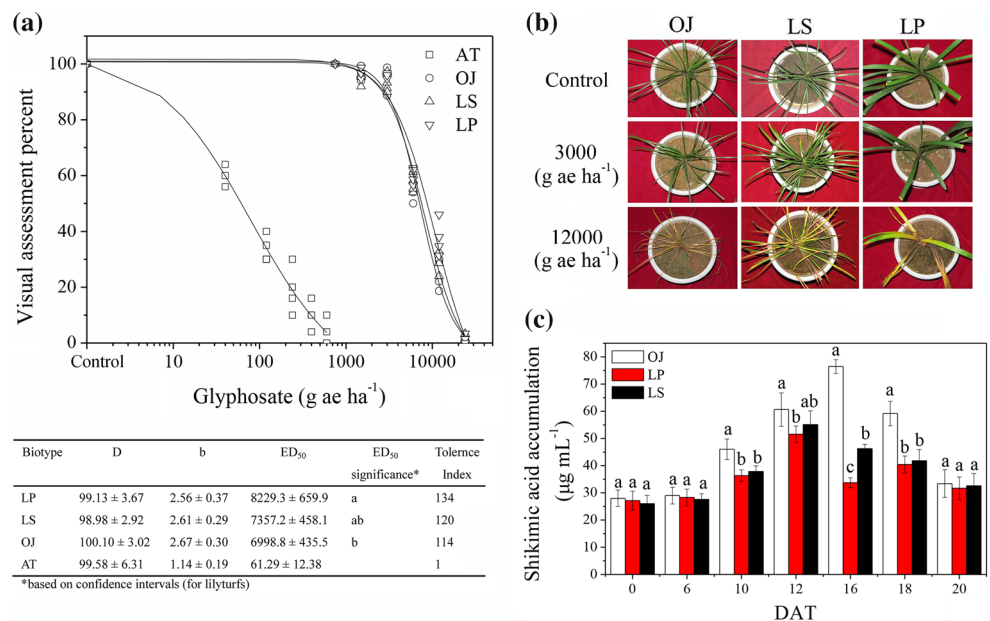 (a)
Visual assessment percent
100
80
60
40
20
0
AT
OJ
LS
LP
Control 10 100 1000 10000
Glyphosate (g ae ha-1)
Biotype D b ED50 ED50 significance* Tolernce Index
LP 99.13 ± 3.67 2.56 ± 0.37 8229.3 ± 659.9 a 134
LS 98.98 ± 2.92 2.61 ± 0.29 7357.2 ± 458.1 ab 120
OJ 100.10 ± 3.02 2.67 ± 0.30 6998.8 ± 435.5 b 114
AT 99.58 ± 6.31 1.14 ± 0.19 61.29 ± 12.38 1
*based on confidence intervals (for lilyturfs)
(b)
OJ LS LP
Control
3000
(g ae ha-1)
12000
(g ae ha-1)
(c)
Shikimic acid accumulation
(μg mL-1)
80
70
60
50
40
30
20
10
0
OJ
LP
LS
a a a
a a a
a b b
a b ab
a c b
a b b
a a a
0 6 10 12 16 18 20
DAT